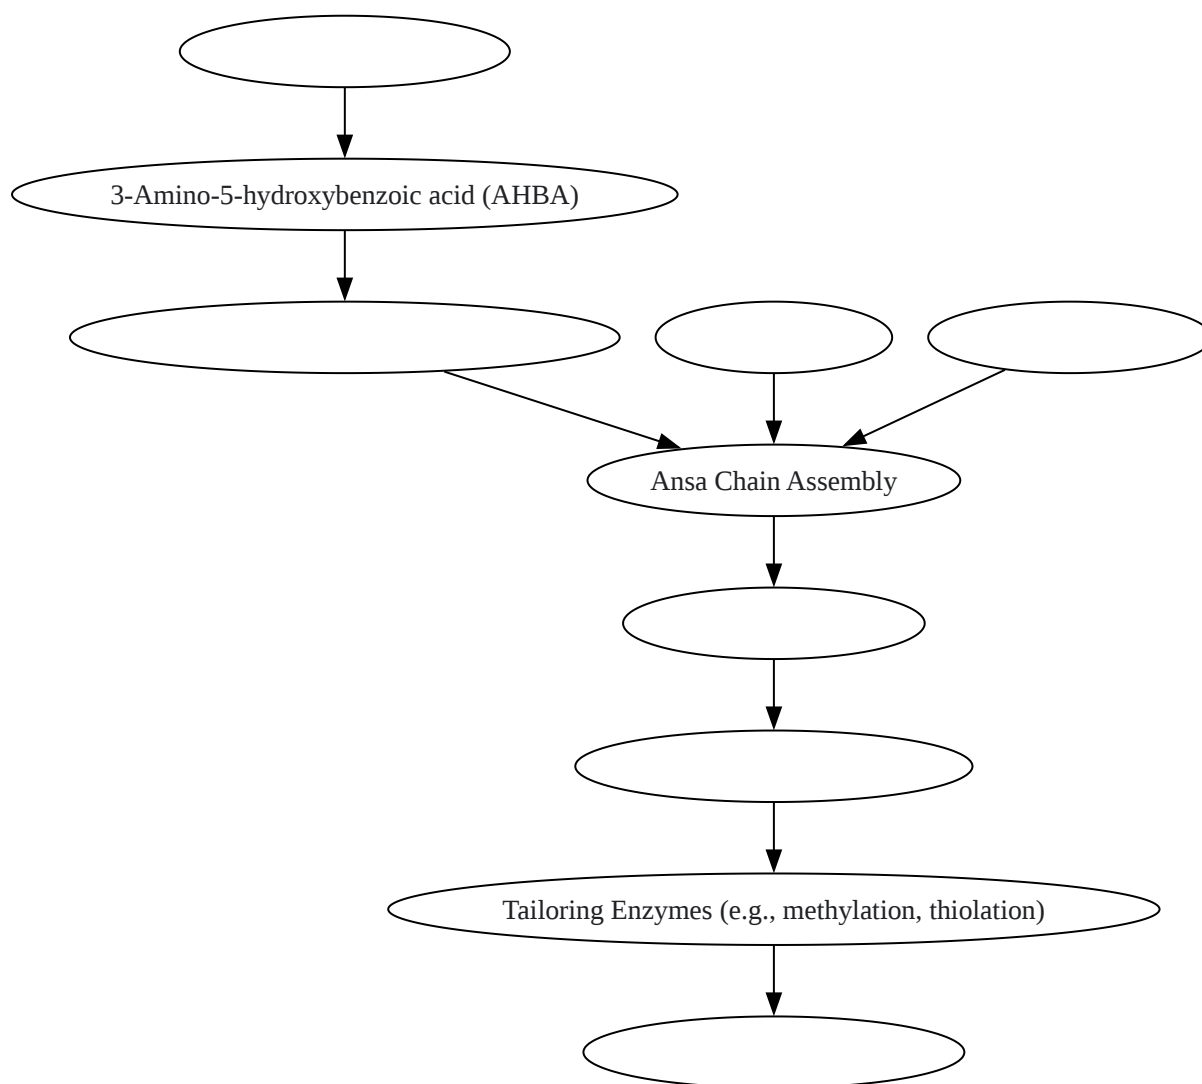 3-Amino-5-hydroxybenzoic acid (AHBA)
Ansa Chain Assembly
Tailoring Enzymes (e.g., methylation, thiolation)